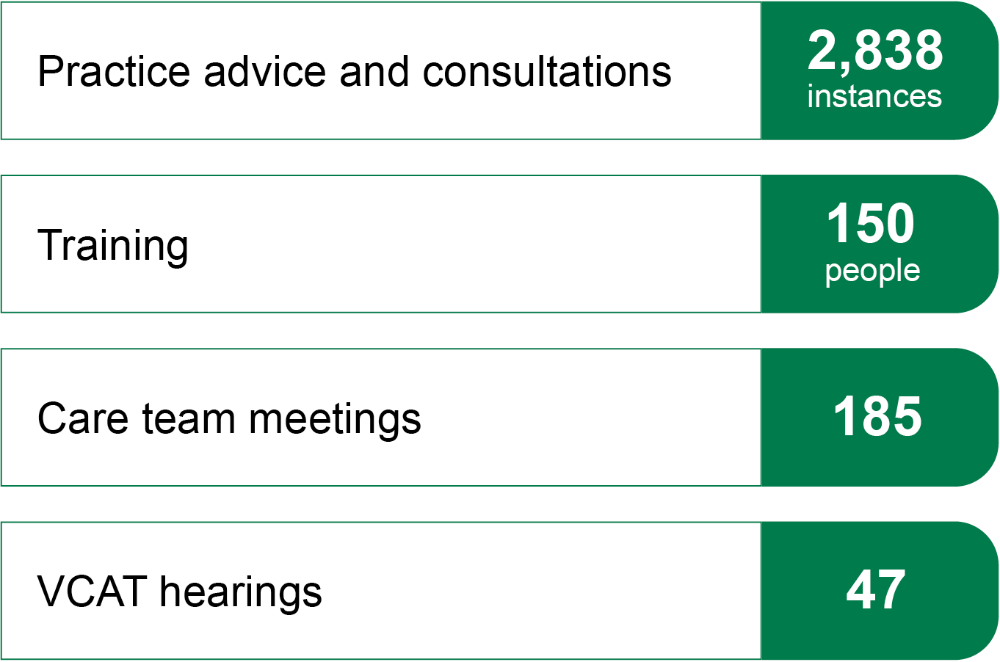 Practice advice and consultations
2,838
instances
Training
150
people
Care team meetings
185
VCAT hearings
47